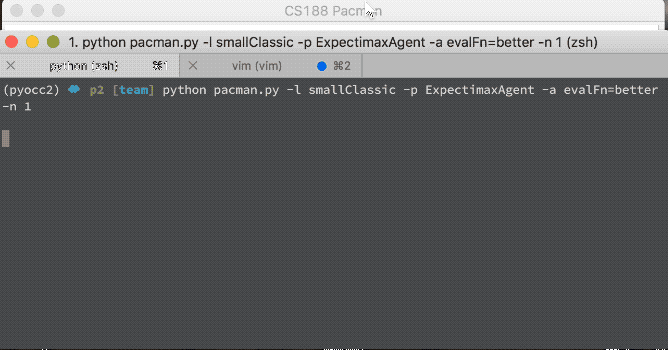 CS188 Pacman
1. python pacman.py -l smallClassic -p ExpectimaxAgent -a evalFn=better -n 1 (zsh)
python (zsh) ⌘1 vim (vim) ⌘2
(pyocc2) p2 [team] python pacman.py -l smallClassic -p ExpectimaxAgent -a evalFn=better
-n 1